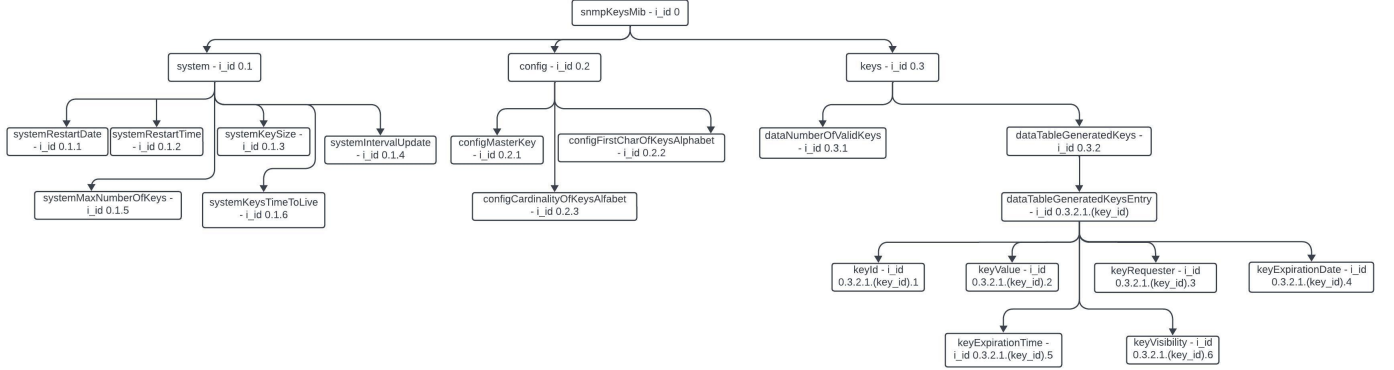 snmpKeysMib - i_id 0
system - i_id 0.1
config - i_id 0.2
keys - i_id 0.3
systemRestartDate
- i_id 0.1.1
systemRestartTime
- i_id 0.1.2
systemKeySize -
i_id 0.1.3
systemIntervalUpdate
- i_id 0.1.4
configMasterKey
- i_id 0.2.1
configFirstCharOfKeysAlphabet
- i_id 0.2.2
dataNumberOfValidKeys
- i_id 0.3.1
dataTableGeneratedKeys -
i_id 0.3.2
systemMaxNumberOfKeys -
i_id 0.1.5
systemKeysTimeToLive
- i_id 0.1.6
configCardinalityOfKeysAlfabet
- i_id 0.2.3
dataTableGeneratedKeysEntry
- i_id 0.3.2.1.(key_id)
keyId - i_id
0.3.2.1.(key_id).1
keyValue - i_id
0.3.2.1.(key_id).2
keyRequester - i_id
0.3.2.1.(key_id).3
keyExpirationDate - i_id
0.3.2.1.(key_id).4
keyExpirationTime -
i_id 0.3.2.1.(key_id).5
keyVisibility - i_id
0.3.2.1.(key_id).6